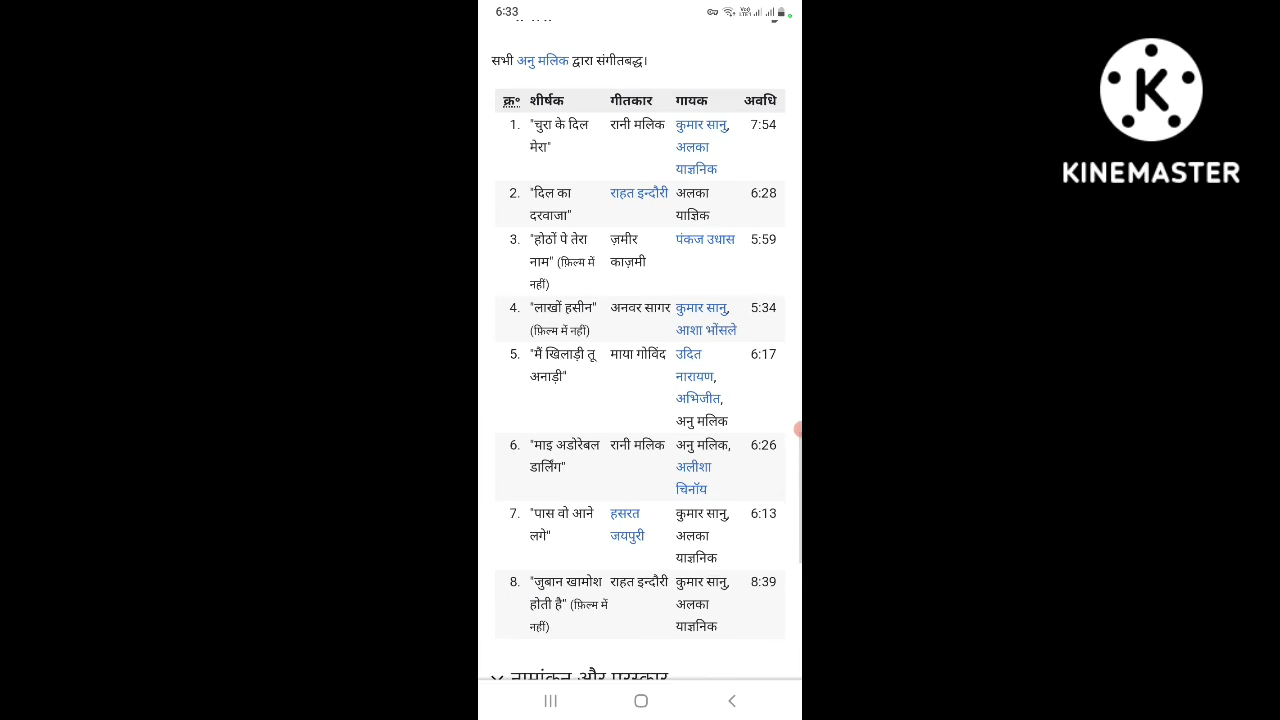 6:33
सभी अनु मलिक द्वारा संगीतबद्ध।
क्र॰ शीर्षक गीतकार गायक अवधि
1. "चुरा के दिल रानी मलिक कुमार सानु, 7:54
मेरा" अलका
याज्ञनिक
2. "दिल का राहत इन्दौरी अलका 6:28
दरवाजा" याज्ञिक
3. "होठों पे तेरा ज़मीर पंकज उधास 5:59
नाम" (फ़िल्म में काज़मी
नहीं)
4. "लाखों हसीन" अनवर सागर कुमार सानु, 5:34
(फ़िल्म में नहीं) आशा भोंसले
5. "मैं खिलाड़ी तू माया गोविंद उदित 6:17
अनाड़ी" नारायण,
अभिजीत,
अनु मलिक
6. "माइ अडोरेबल रानी मलिक अनु मलिक, 6:26
डार्लिंग" अलीशा
चिनॉय
7. "पास वो आने हसरत कुमार सानु, 6:13
लगे" जयपुरी अलका
याज्ञनिक
8. "जुबान खामोश राहत इन्दौरी कुमार सानु, 8:39
होती है" (फ़िल्म में अलका
नहीं) याज्ञनिक
नामांकन और पुरस्कार
K
KINEMASTER